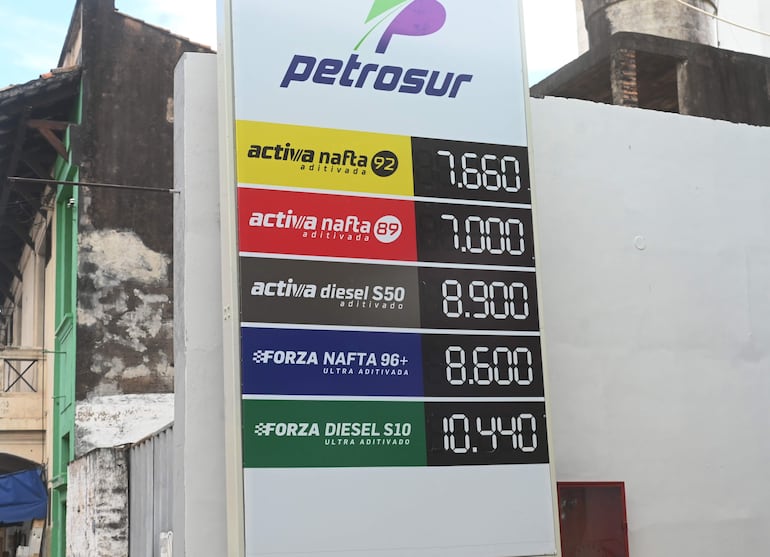 petrosur
activa nafta 92
aditivada
7.660
activa nafta 89
aditivada
7.000
activa diesel S50
aditivado
8.900
FORZA NAFTA 96+
ULTRA ADITIVADA
8.600
FORZA DIESEL S10
ULTRA ADITIVADO
10.440